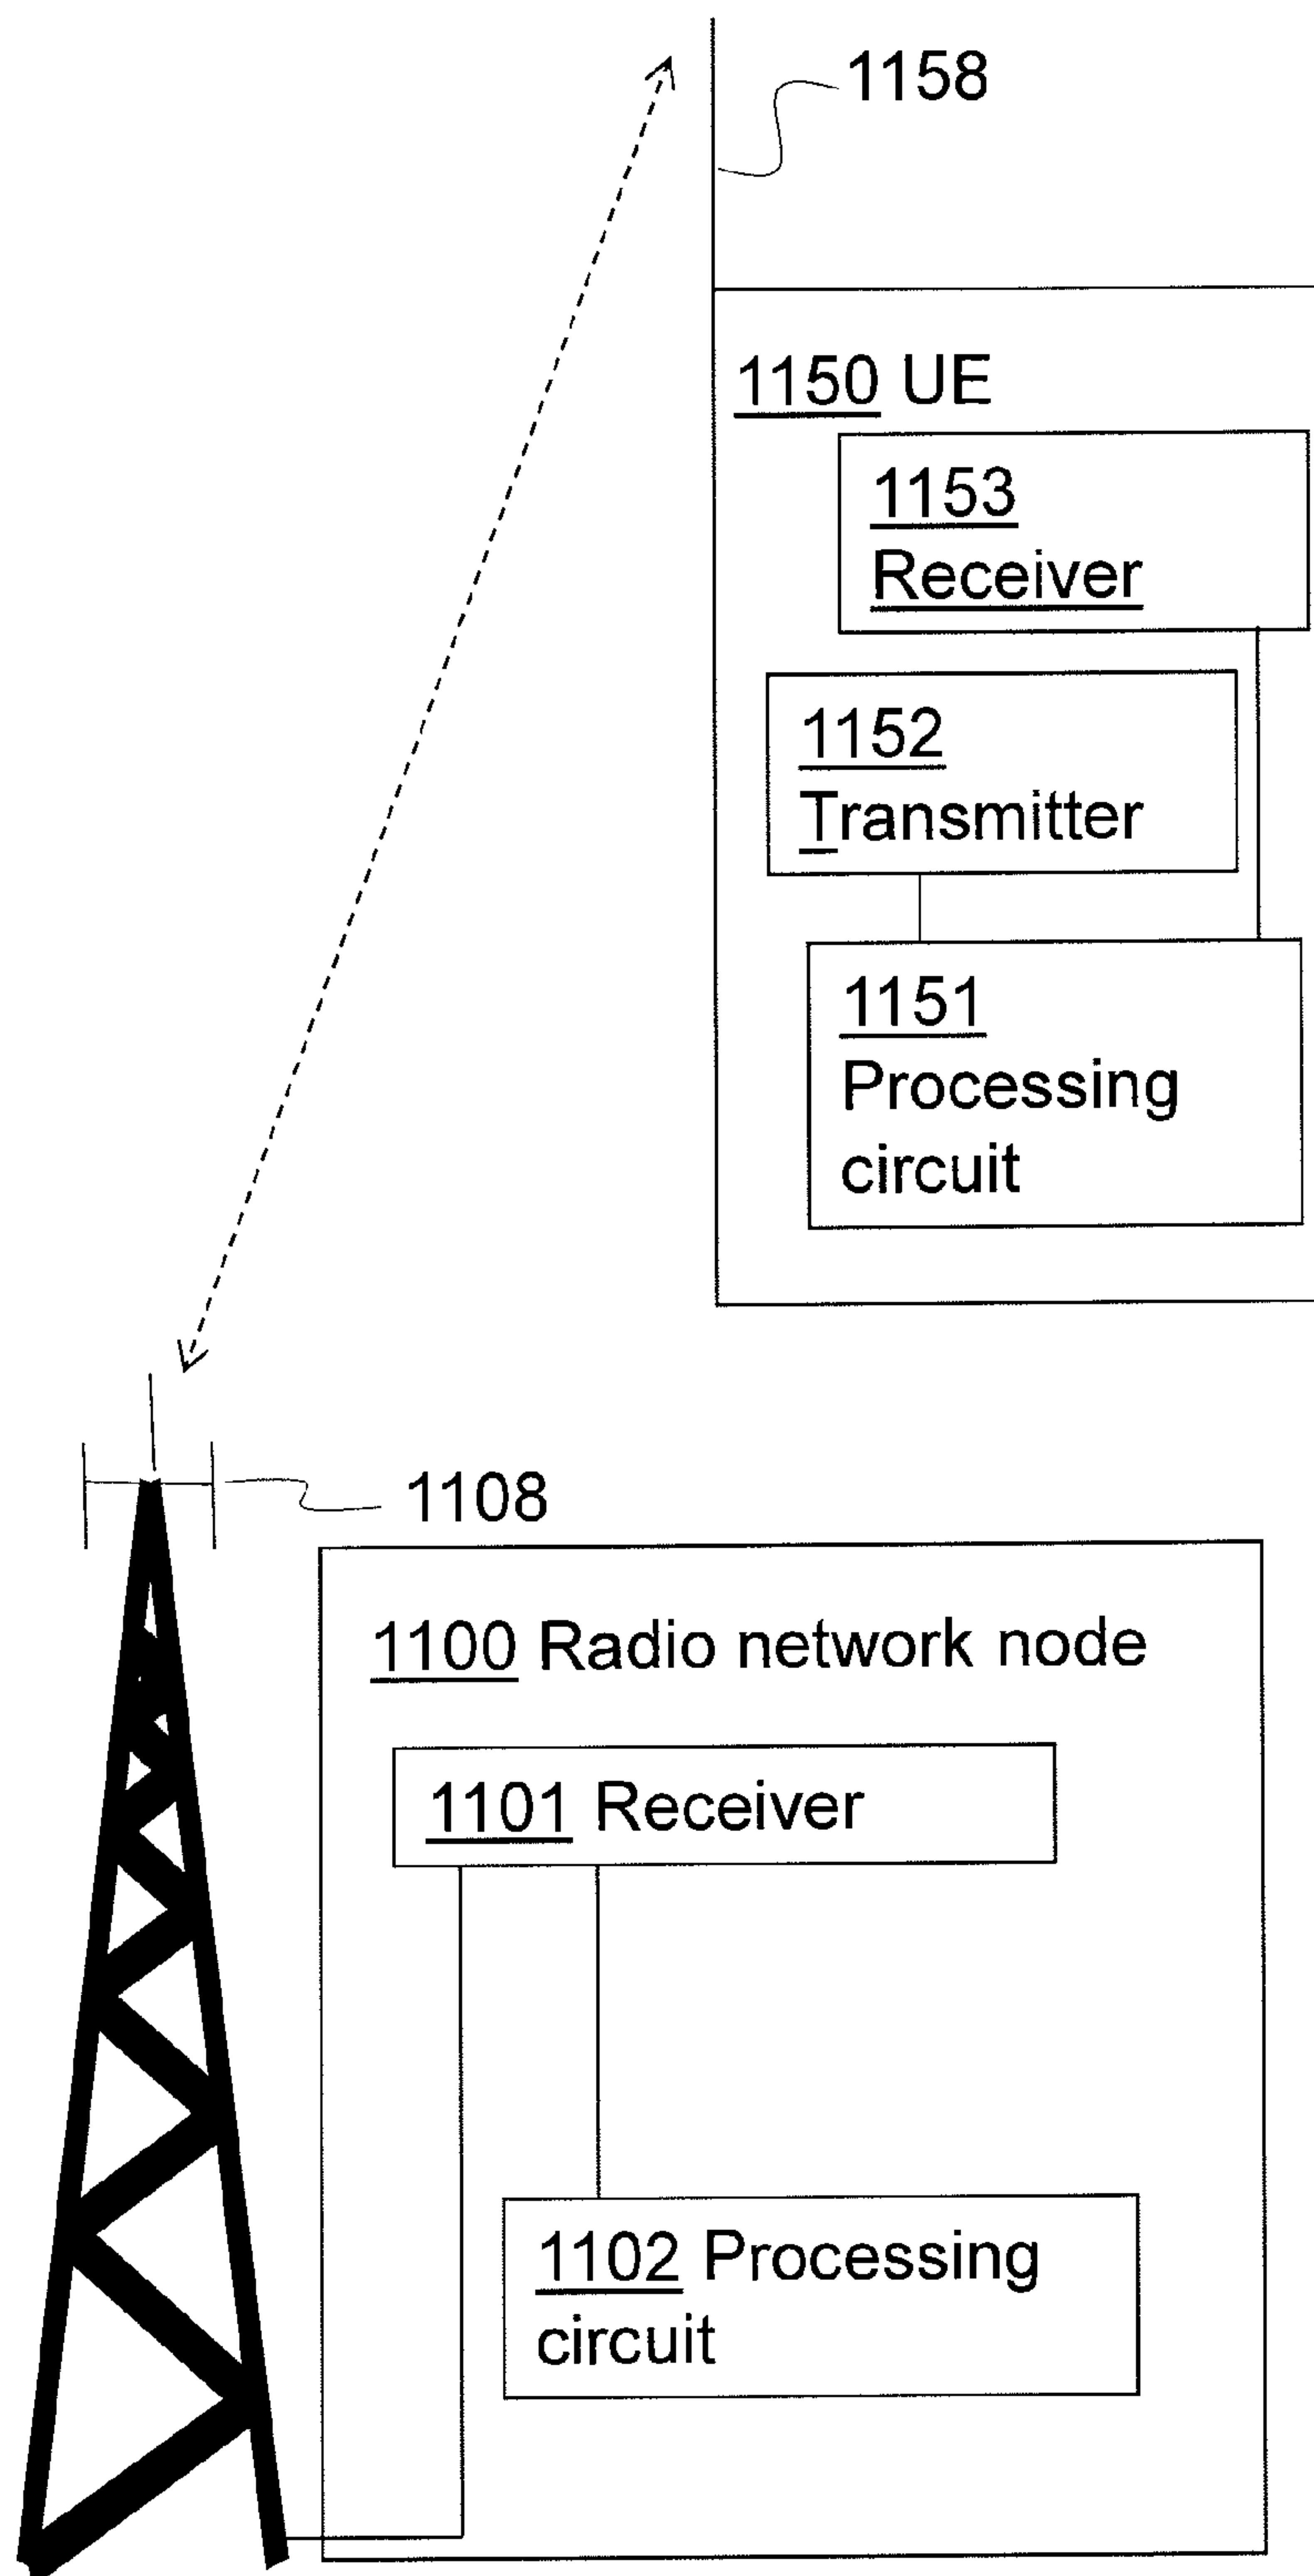 1158
1150 UE
1153
Receiver
1152
Transmitter
1151
Processing
circuit
1108
1100 Radio network node
1101 Receiver
1102 Processing
circuit